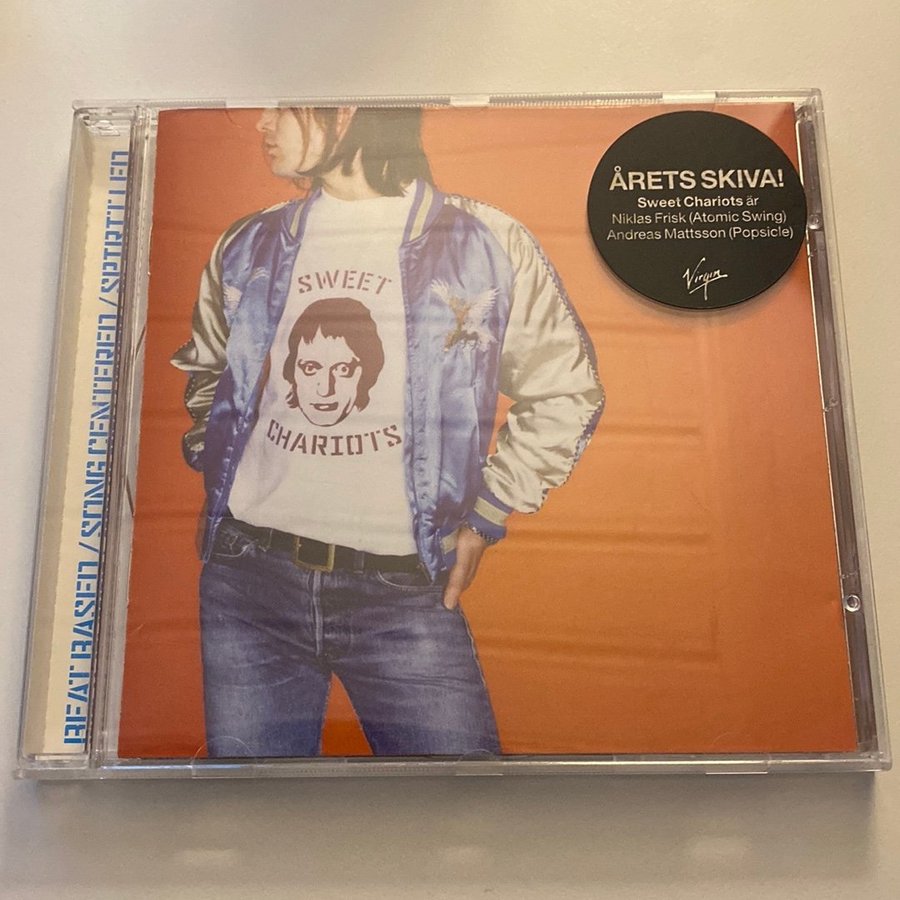 ÅRETS SKIVA!
Sweet Chariots är
Niklas Frisk (Atomic Swing)
Andreas Mattsson (Popsicle)
Virgin
SWEET
CHARIOTS
BEAT BASED / SONG CENTERED / SPIRITLED